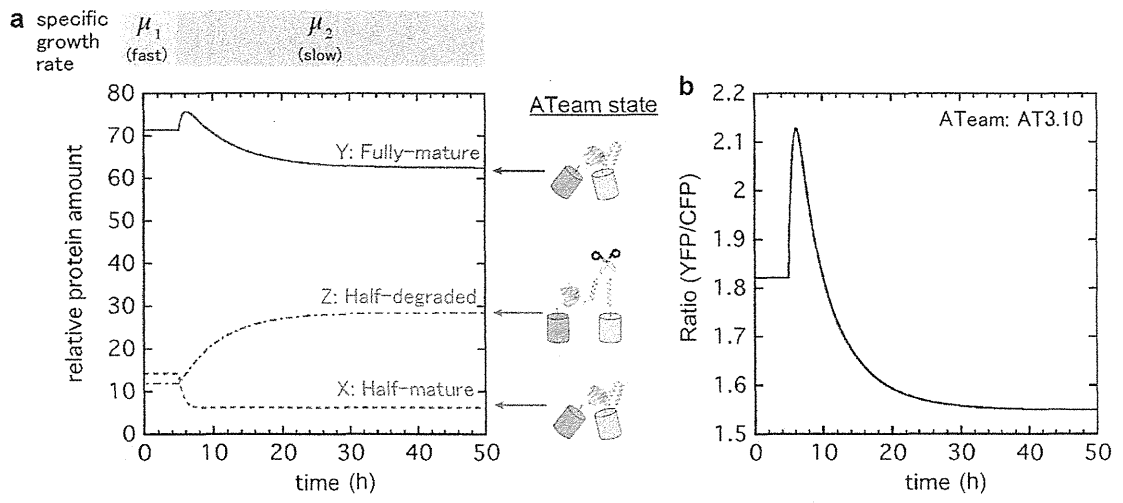 a
specific
growth
rate
μ1
(fast)
μ2
(slow)
80
70
60
50
40
30
20
10
0
relative protein amount
Y: Fully-mature
Z: Half-degraded
X: Half-mature
0 10 20 30 40 50
time (h)
ATeam state
b
2.2
2.1
2
1.9
1.8
1.7
1.6
1.5
Ratio (YFP/CFP)
ATeam: AT3.10
0 10 20 30 40 50
time (h)